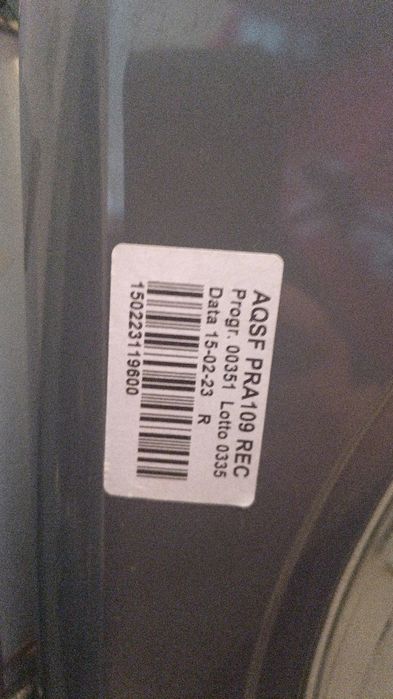 AQSF PRA109 REC
Progr. 00351 Lotto 0335
Data 15-02-23 R
150223119600